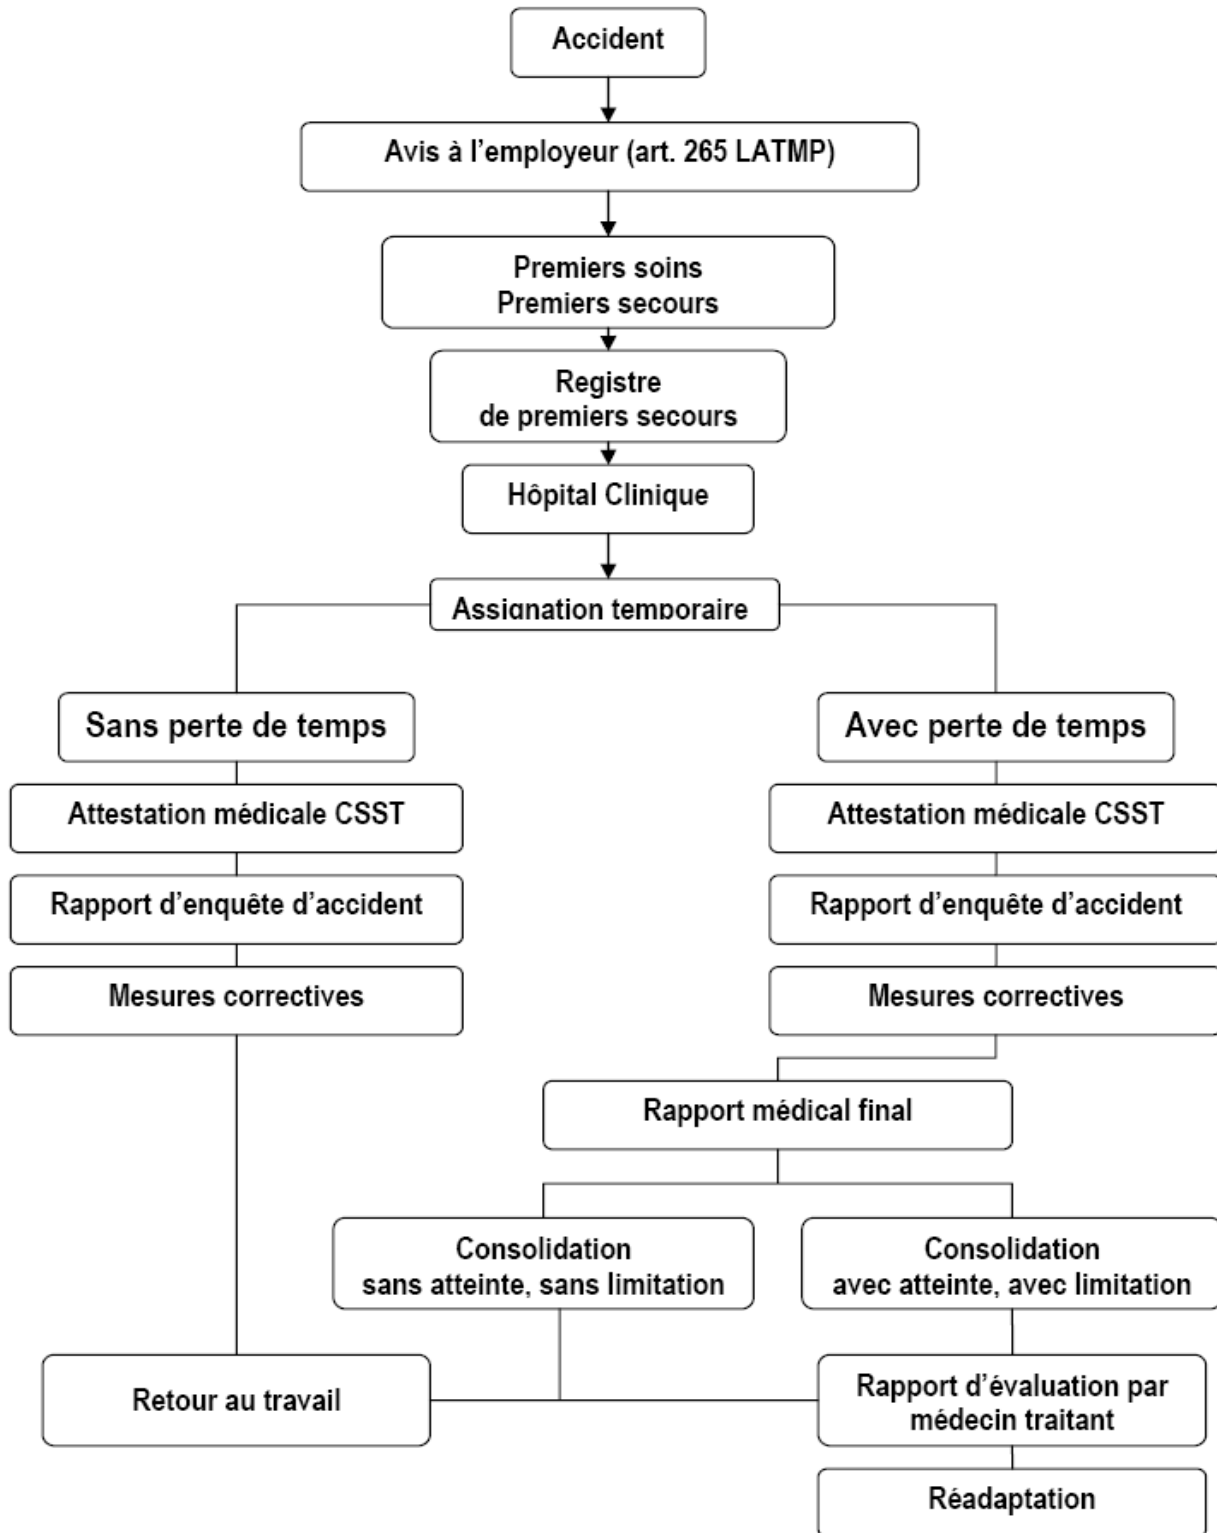 Accident
Avis à l'employeur (art. 265 LATMP)
Premiers soins
Premiers secours
Registre
de premiers secours
Hôpital Clinique
Assignation temporaire
Sans perte de temps
Avec perte de temps
Attestation médicale CSST
Attestation médicale CSST
Rapport d'enquête d'accident
Rapport d'enquête d'accident
Mesures correctives
Mesures correctives
Rapport médical final
Consolidation
sans atteinte, sans limitation
Consolidation
avec atteinte, avec limitation
Retour au travail
Rapport d'évaluation par
médecin traitant
Réadaptation